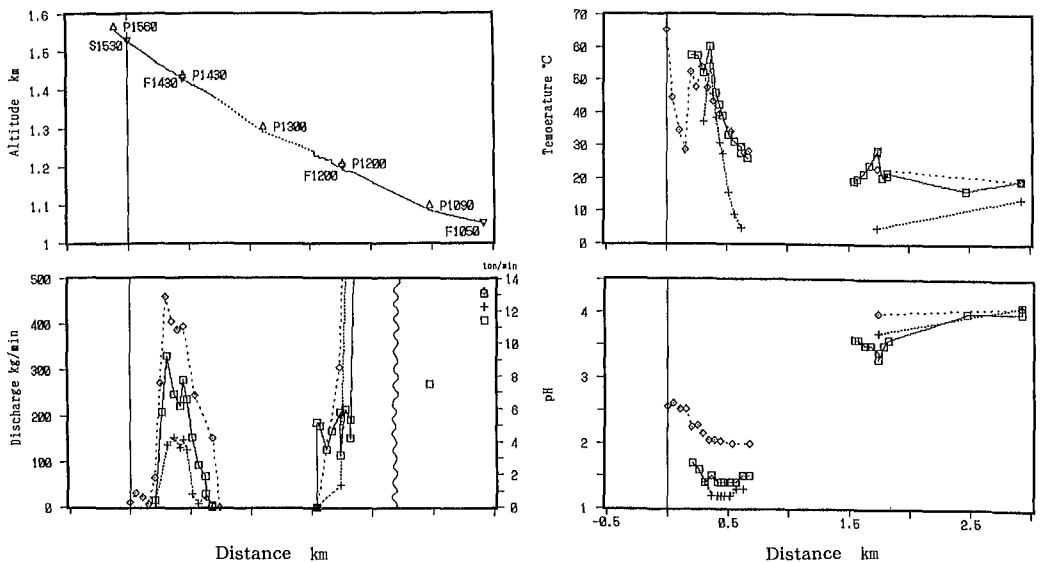 Altitude km
1.6
1.5
1.4
1.3
1.2
1.1
1
P1560
S1530
P1430
F1430
P1300
P1200
F1200
P1090
F1050
Temoerature °C
70
60
50
40
30
20
10
0
Discharge kg/min
500
400
300
200
100
0
ton/min
14
12
10
8
6
4
2
0
Distance km
pH
4
3
2
1
-0.5
0.5
1.5
2.5
Distance km